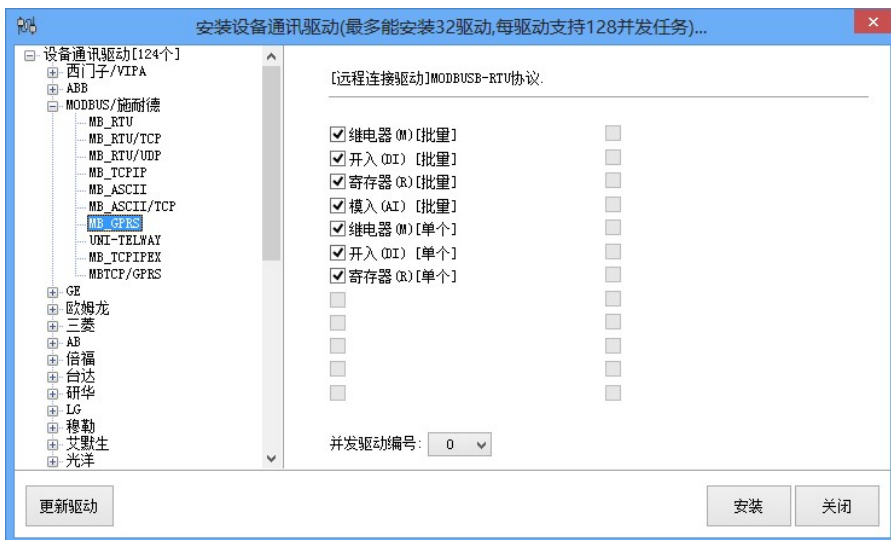 安装设备通讯驱动(最多能安装32驱动,每驱动支持128并发任务)...
设备通讯驱动[124个]
西门子/VIPA
ABB
MODBUS/施耐德
MB_RTU
MB_RTU/TCP
MB_RTU/UDP
MB_TCPIP
MB_ASCII
MB_ASCII/TCP
MB_GPRS
UNI-TELWAY
MB_TCPIPEX
MBTCP/GPRS
GE
欧姆龙
三菱
AB
倍福
台达
研华
LG
穆勒
艾默生
光洋
[远程连接驱动]MODBUSB-RTU协议.
继电器(M)[批量]
开入(DI) [批量]
寄存器(R)[批量]
模入(AI) [批量]
继电器(M)[单个]
开入(DI) [单个]
寄存器(R)[单个]
并发驱动编号: 0
更新驱动
安装
关闭